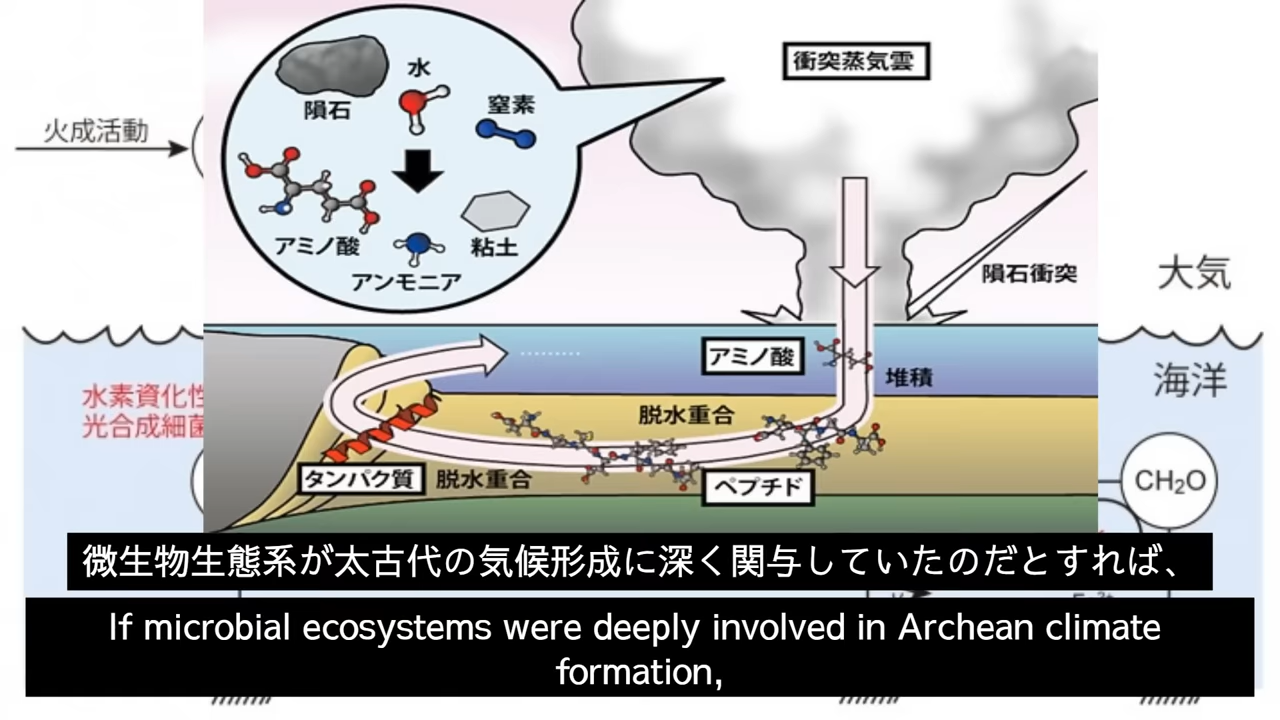 水
隕石
窒素
アミノ酸
粘土
アンモニア
衝突蒸気雲
隕石衝突
火成活動
大気
海洋
水素資化性
光合成細菌
アミノ酸
堆積
脱水重合
タンパク質
脱水重合
ペプチド
CH₂O
微生物生態系が太古代の気候形成に深く関与していたのだとすれば、
If microbial ecosystems were deeply involved in Archean climate
formation,